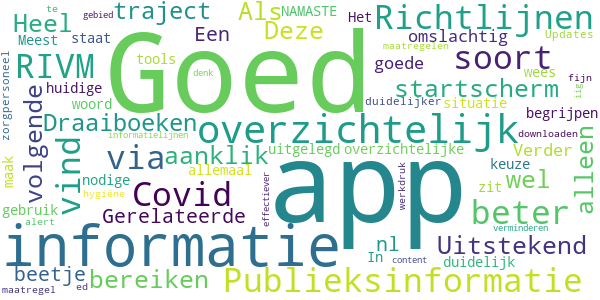 gebied te Als NAMASTE Het Updates
Heel traject Een Deze Richtlijnen
Meest staat maatregelen
zorgpersoneel RIVM tools Goed goede omslachtig wees fijn
huidige denk soort startscherm
woord duidelijker situatie
volgende Draaiboeken overzichtelijk begrijpen
informatielijnen downloaden
vind via aanklik uitgelegd overzichtelijke Verder alleen
maak nodige allemaal app werkdruk keuze
hygiëne Covid zit wel
gebruik Gerelateerde effectiever beter
alert nl In duidelijk verminderen
informatie Uitstekend
beetje bereiken Publieksinformatie
maatregel ed content